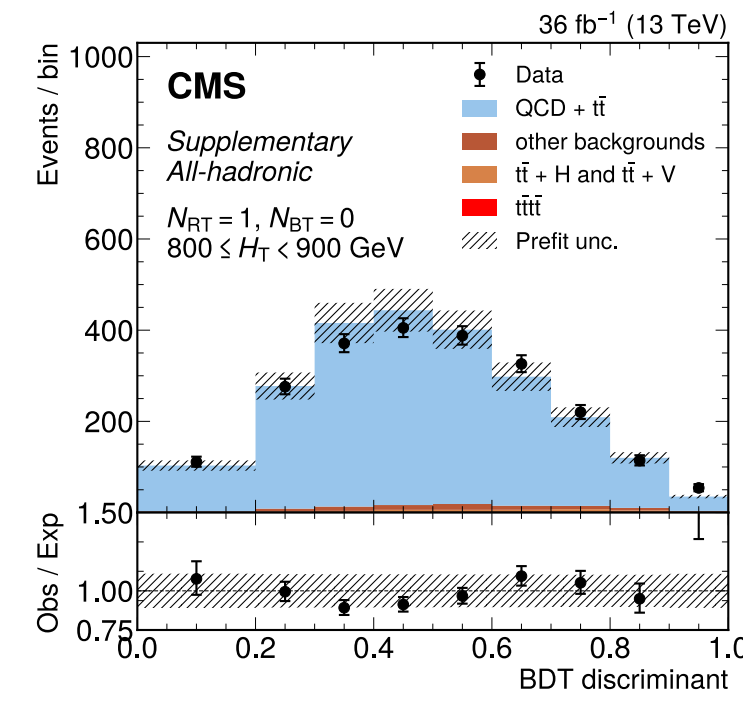 36 fb⁻¹ (13 TeV)
Events / bin
1000
800
600
400
200
CMS
Supplementary
All-hadronic
N_RT = 1, N_BT = 0
800 ≤ H_T < 900 GeV
Data
QCD + tt̄
other backgrounds
tt̄ + H and tt̄ + V
tt̄tt̄
Prefit unc.
Obs / Exp
1.50
1.00
0.75
0.0 0.2 0.4 0.6 0.8 1.0
BDT discriminant